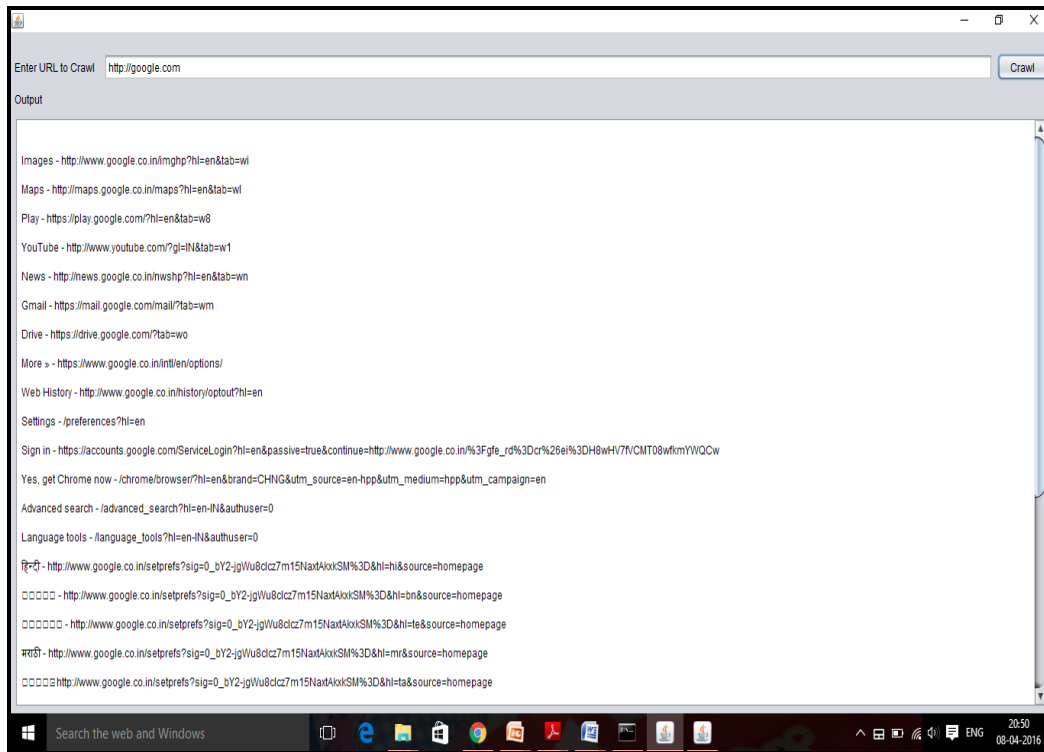 Enter URL to Crawl http://google.com Crawl
Output
Images - http://www.google.co.in/imghp?hl=en&tab=wi
Maps - http://maps.google.co.in/maps?hl=en&tab=wl
Play - https://play.google.com/?hl=en&tab=w8
YouTube - http://www.youtube.com/?gl=IN&tab=w1
News - http://news.google.co.in/nwshp?hl=en&tab=wn
Gmail - https://mail.google.com/mail/?tab=wm
Drive - https://drive.google.com/?tab=wo
More » - https://www.google.co.in/intl/en/options/
Web History - http://www.google.co.in/history/optout?hl=en
Settings - /preferences?hl=en
Sign in - https://accounts.google.com/ServiceLogin?hl=en&passive=true&continue=http://www.google.co.in/%3Fgfe_rd%3Dcr%26ei%3DH8wHV7fVCMT08wfkmYWQCw
Yes, get Chrome now - /chrome/browser/?hl=en&brand=CHNG&utm_source=en-hpp&utm_medium=hpp&utm_campaign=en
Advanced search - /advanced_search?hl=en-IN&authuser=0
Language tools - /language_tools?hl=en-IN&authuser=0
हिन्दी - http://www.google.co.in/setprefs?sig=0_bY2-jgWu8clcz7m15NaxtAkxkSM%3D&hl=hi&source=homepage
□□□□□ - http://www.google.co.in/setprefs?sig=0_bY2-jgWu8clcz7m15NaxtAkxkSM%3D&hl=bn&source=homepage
□□□□□□ - http://www.google.co.in/setprefs?sig=0_bY2-jgWu8clcz7m15NaxtAkxkSM%3D&hl=te&source=homepage
मराठी - http://www.google.co.in/setprefs?sig=0_bY2-jgWu8clcz7m15NaxtAkxkSM%3D&hl=mr&source=homepage
□□□□□http://www.google.co.in/setprefs?sig=0_bY2-jgWu8clcz7m15NaxtAkxkSM%3D&hl=ta&source=homepage
Search the web and Windows ENG 20:50
08-04-2016